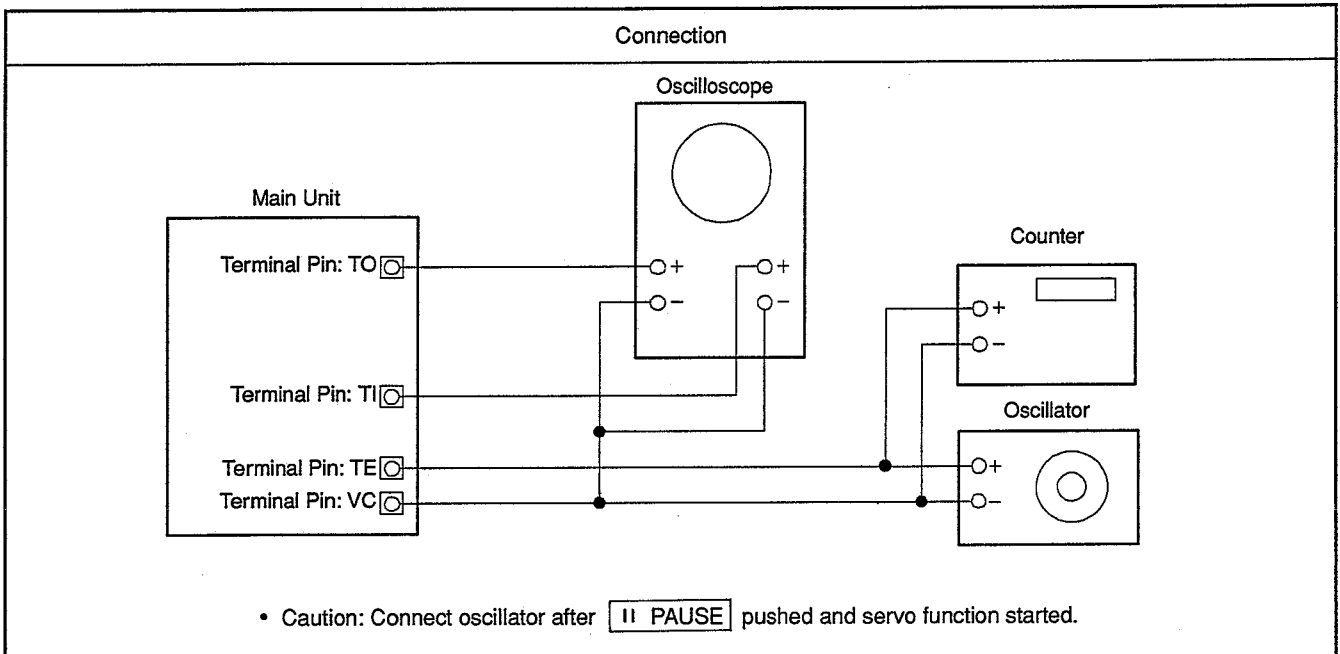 Connection
Oscilloscope
Main Unit
Terminal Pin: TO
+
+
−
−
Counter
+
−
Terminal Pin: TI
Oscillator
Terminal Pin: TE
+
Terminal Pin: VC
−
• Caution: Connect oscillator after II PAUSE pushed and servo function started.